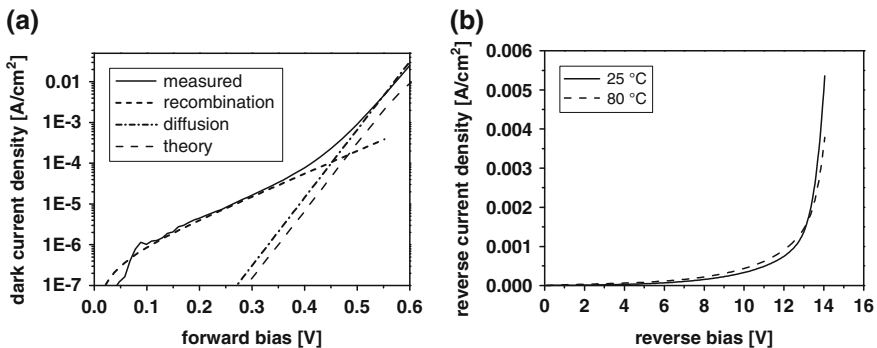 (a)
dark current density [A/cm²]
0.01
1E-3
1E-4
1E-5
1E-6
1E-7
measured
recombination
diffusion
theory
0.0 0.1 0.2 0.3 0.4 0.5 0.6
forward bias [V]
(b)
reverse current density [A/cm²]
0.006
0.005
0.004
0.003
0.002
0.001
0.000
25 °C
80 °C
0 2 4 6 8 10 12 14 16
reverse bias [V]